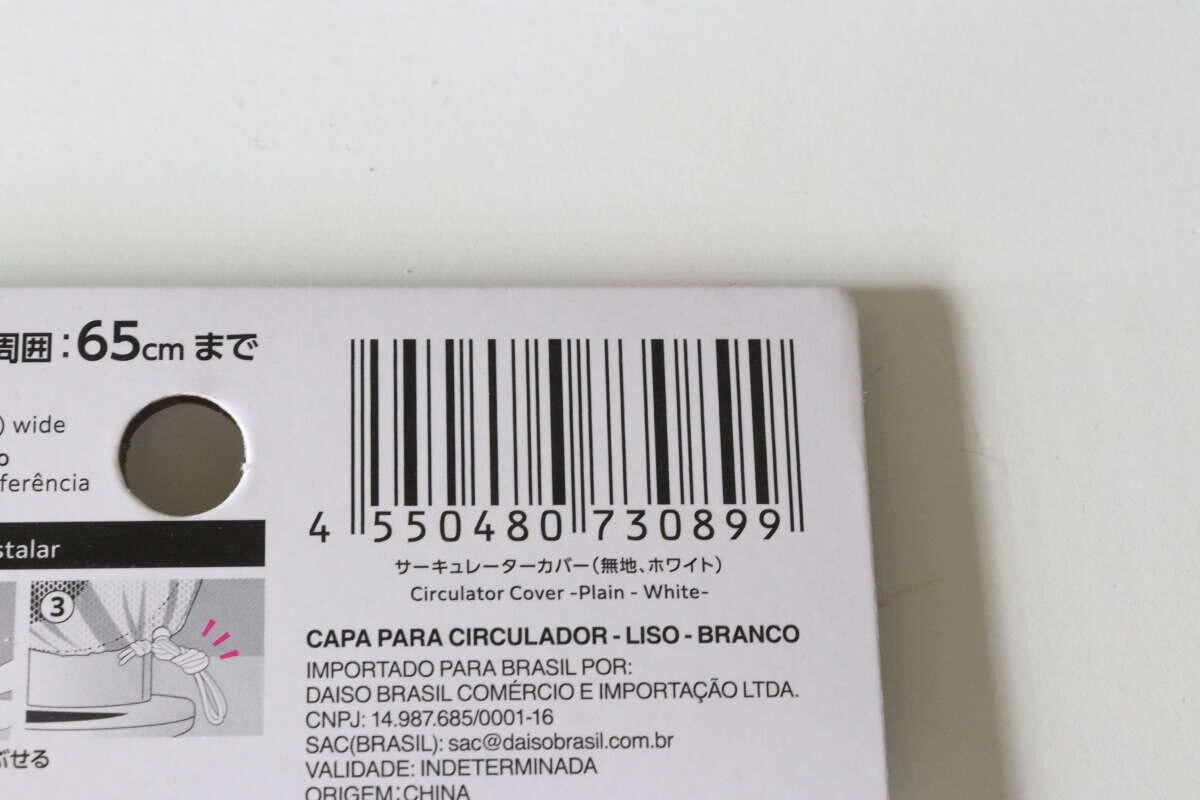 周囲：65cmまで
) wide
o
ferência
stalar
3
ぶせる
4 550480 730899
サーキュレーターカバー（無地、ホワイト）
Circulator Cover -Plain - White-
CAPA PARA CIRCULADOR - LISO - BRANCO
IMPORTADO PARA BRASIL POR:
DAISO BRASIL COMÉRCIO E IMPORTAÇÃO LTDA.
CNPJ: 14.987.685/0001-16
SAC(BRASIL): sac@daisobrasil.com.br
VALIDADE: INDETERMINADA
ORIGEM: CHINA